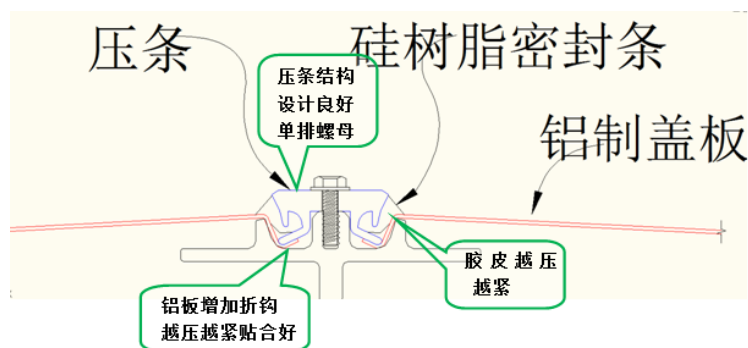 压条
硅树脂密封条
压条结构
设计良好
单排螺母
铝制盖板
胶皮越压
越紧
铝板增加折钩
越压越紧贴合好